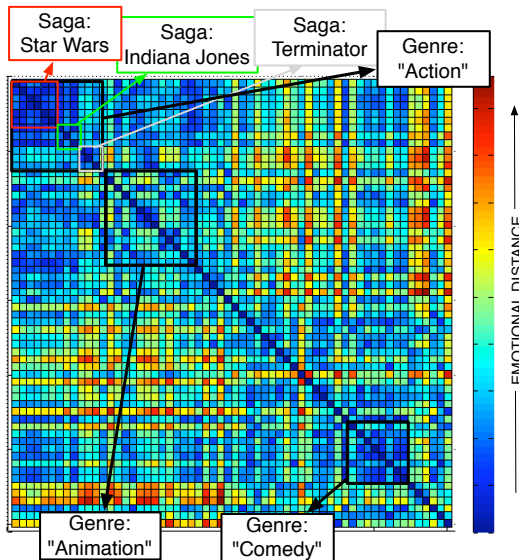 Saga:
Star Wars
Saga:
Indiana Jones
Saga:
Terminator
Genre:
"Action"
EMOTIONAL DISTANCE
Genre:
"Animation"
Genre:
"Comedy"